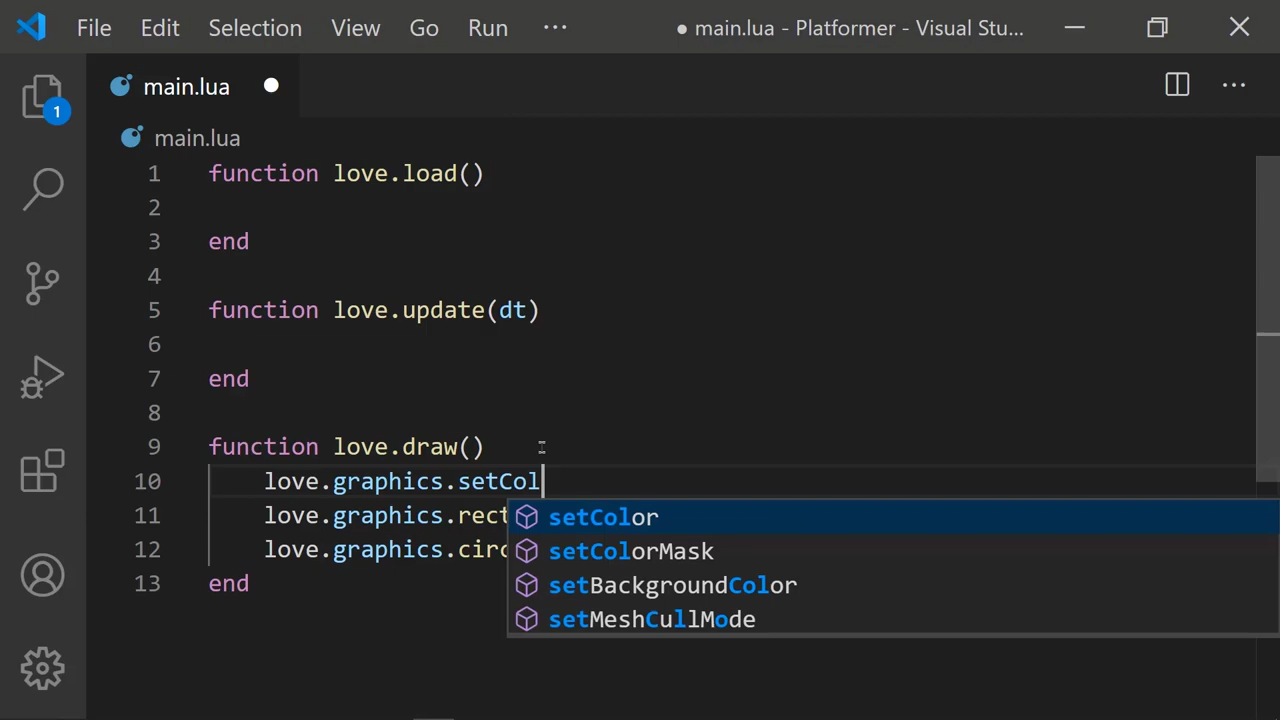 File Edit Selection View Go Run ··· ● main.lua - Platformer - Visual Stu...
1
main.lua
main.lua
1 function love.load()
2
3 end
4
5 function love.update(dt)
6
7 end
8
9 function love.draw()
10 love.graphics.setCol
11 love.graphics.rect
12 love.graphics.circ
13 end
setColor
setColorMask
setBackgroundColor
setMeshCullMode